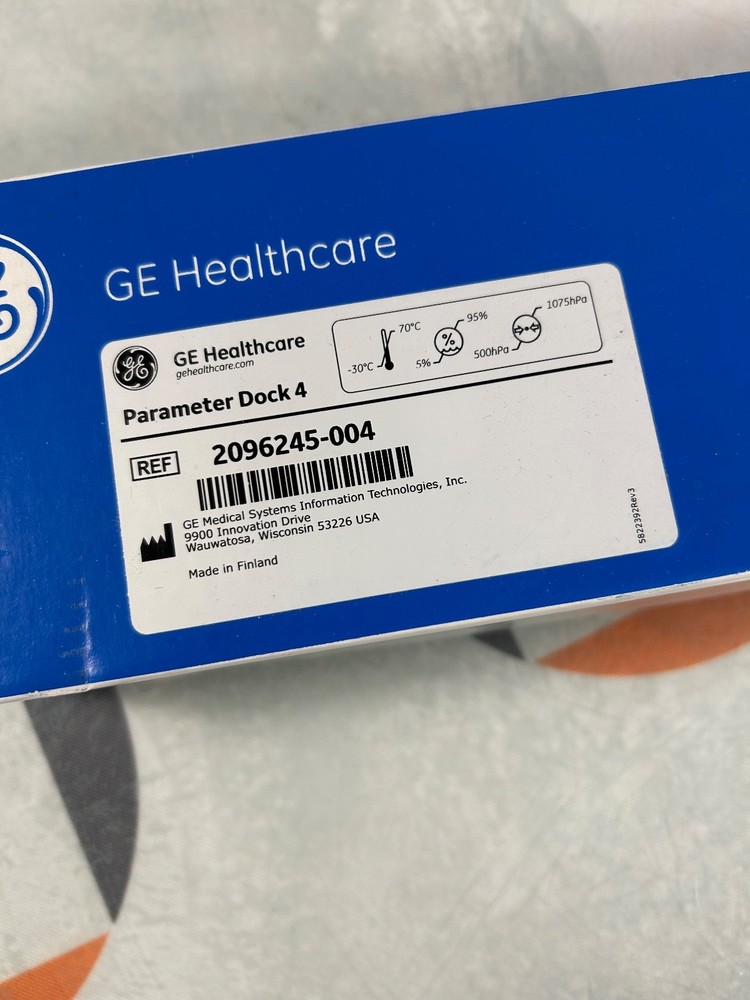 GE Healthcare
GE Healthcare
gehealthcare.com
-30°C 70°C
5% % 95%
500hPa 1075hPa
Parameter Dock 4
REF 2096245-004
GE Medical Systems Information Technologies, Inc.
9900 Innovation Drive
Wauwatosa, Wisconsin 53226 USA
Made in Finland
5822392Rev3